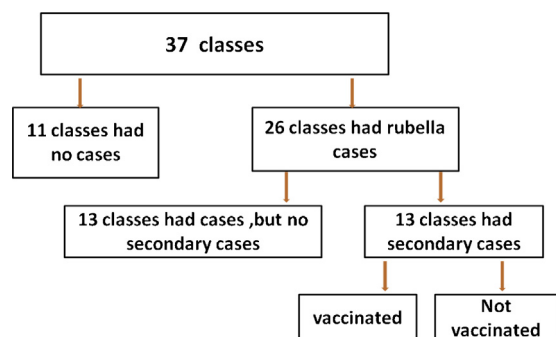 37 classes
11 classes had
no cases
26 classes had rubella
cases
13 classes had cases ,but no
secondary cases
13 classes had
secondary cases
vaccinated
Not
vaccinated